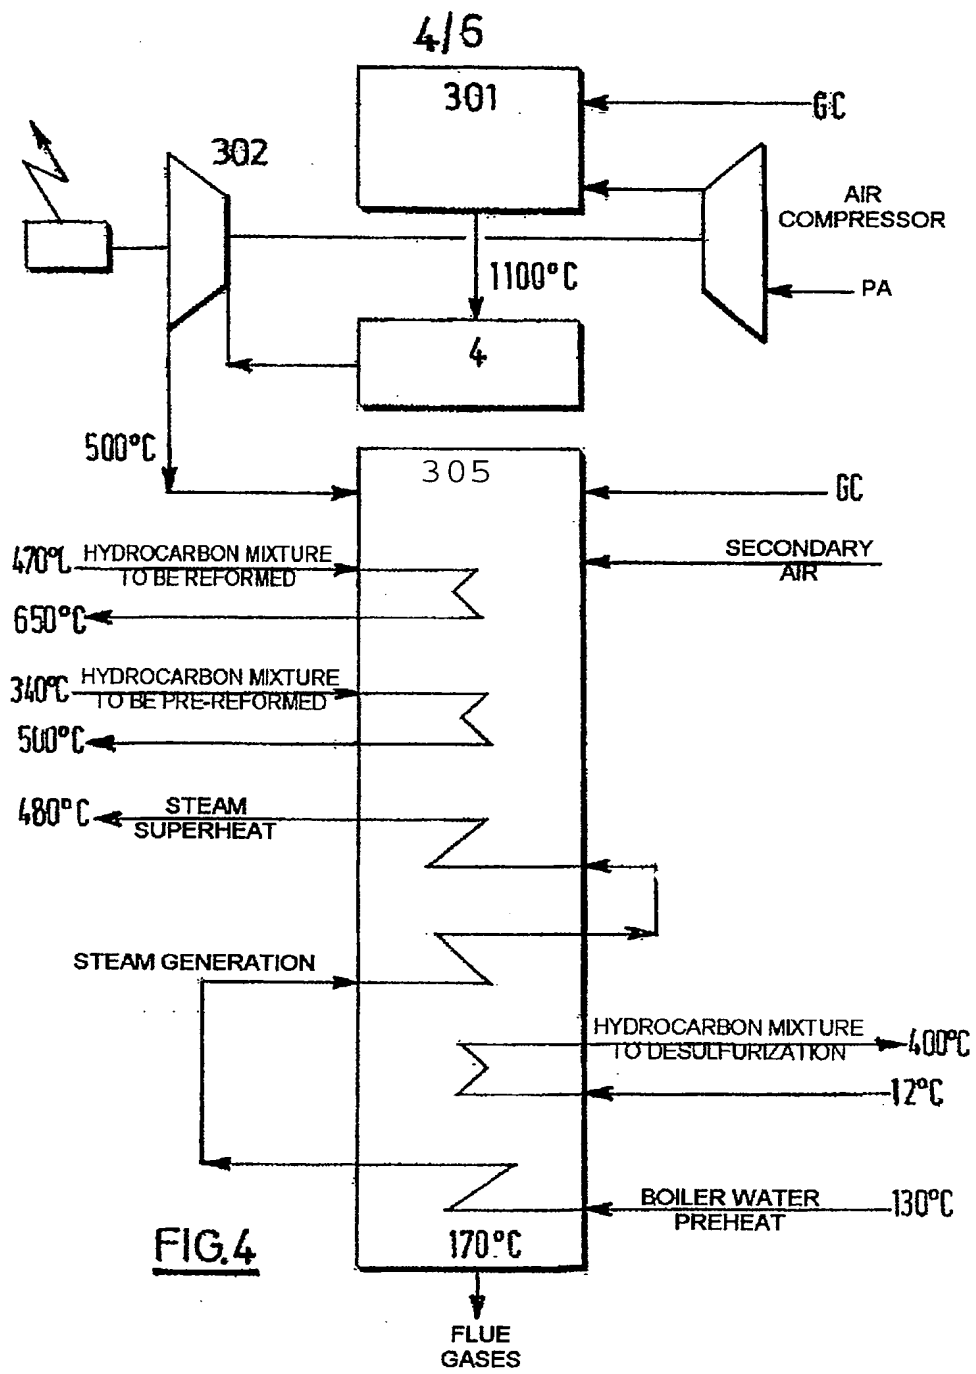 4/6
301
GC
302
AIR
COMPRESSOR
1100°C
PA
4
500°C
305
GC
470°C
HYDROCARBON MIXTURE
TO BE REFORMED
SECONDARY
AIR
650°C
340°C
HYDROCARBON MIXTURE
TO BE PRE-REFORMED
500°C
480°C
STEAM
SUPERHEAT
STEAM GENERATION
HYDROCARBON MIXTURE
TO DESULFURIZATION
400°C
12°C
BOILER WATER
PREHEAT
130°C
170°C
FIG.4
FLUE
GASES